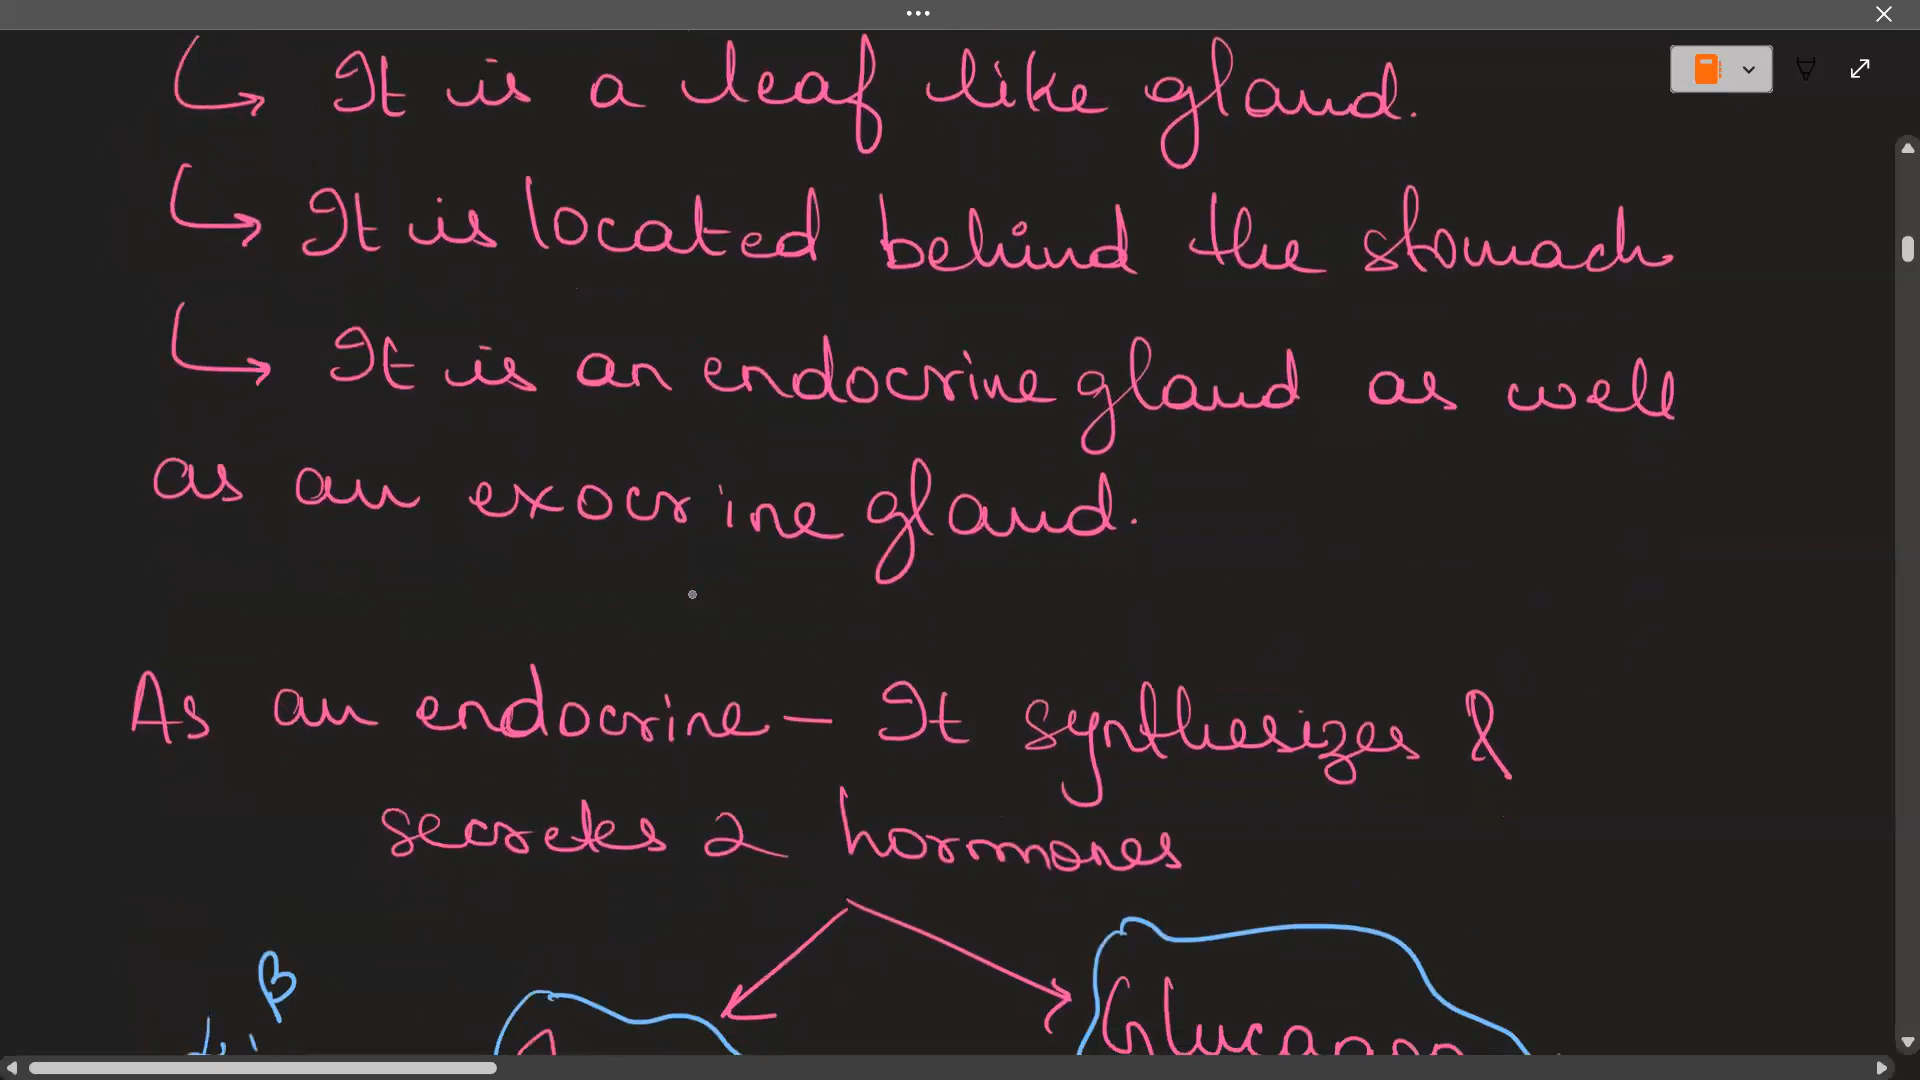 ↳ It is a leaf like gland.
↳ It is located behind the stomach
↳ It is an endocrine gland as well
as an exocrine gland.
As an endocrine — It synthesizes &
secretes 2 hormones
β
Glucagon